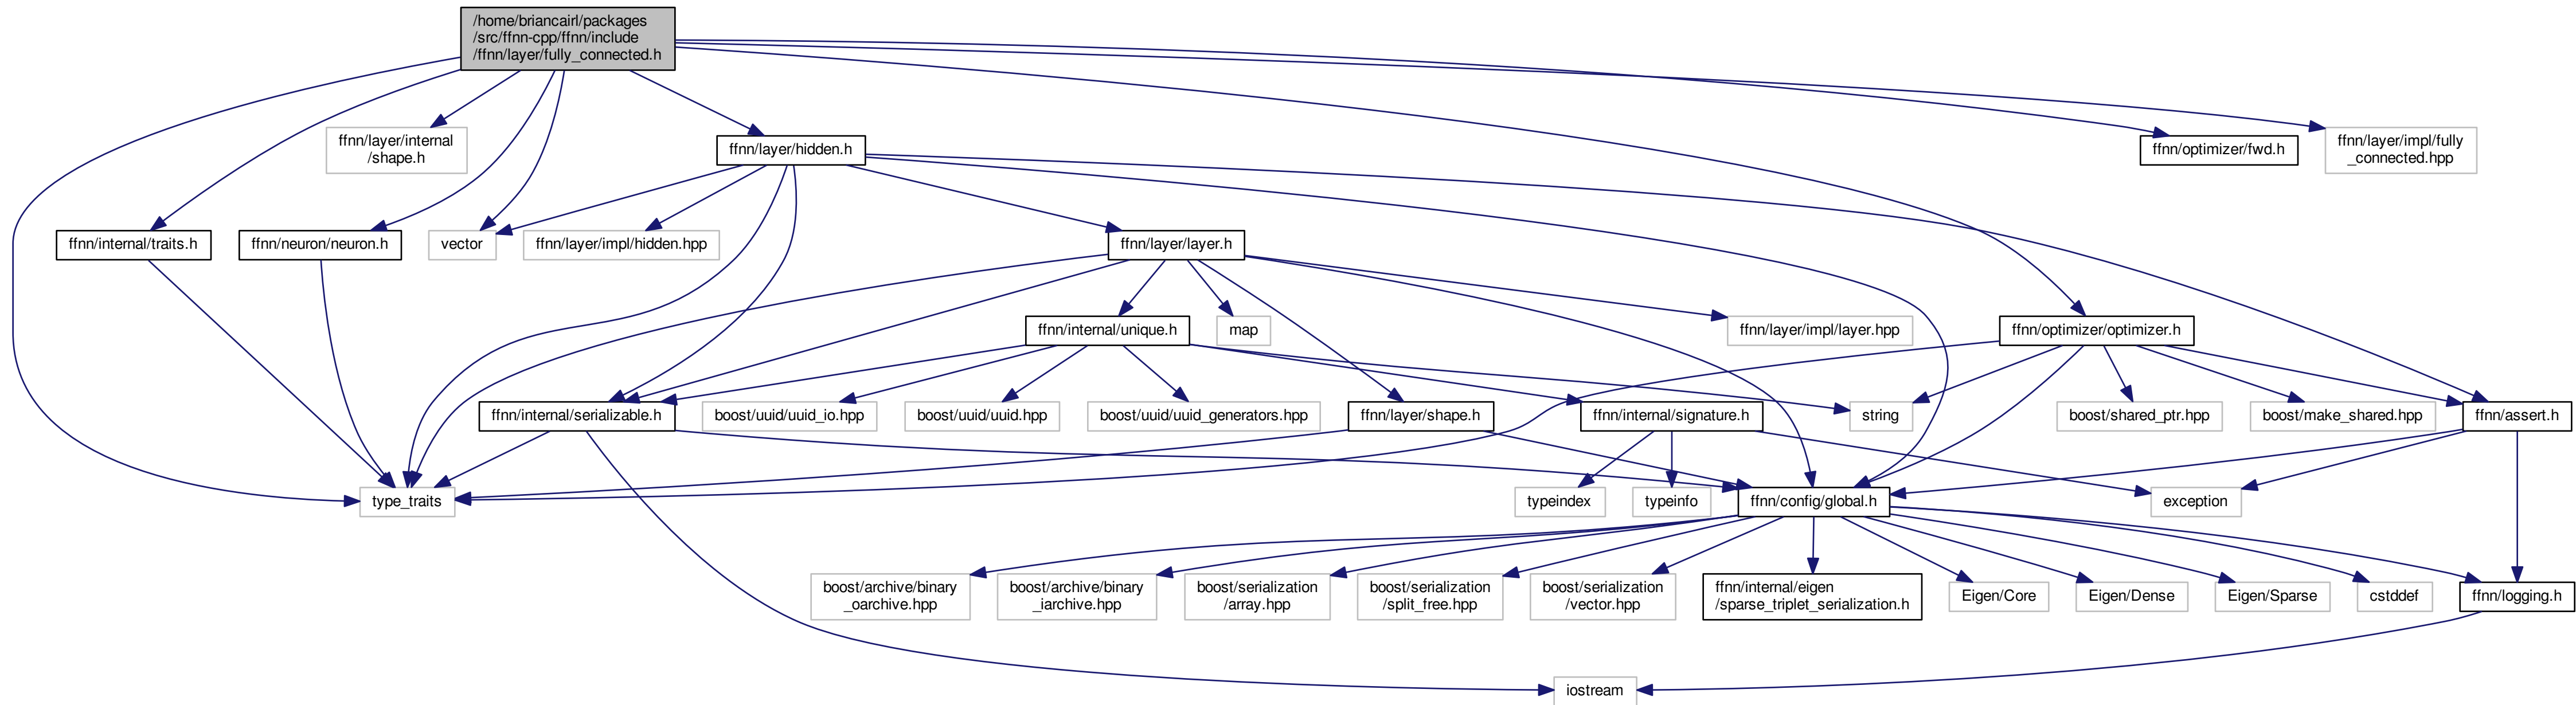 /home/briancairl/packages
/src/ffnn-cpp/ffnn/include
/ffnn/layer/fully_connected.h
ffnn/layer/internal
/shape.h
ffnn/layer/hidden.h
ffnn/optimizer/fwd.h
ffnn/layer/impl/fully
_connected.hpp
ffnn/internal/traits.h
ffnn/neuron/neuron.h
vector
ffnn/layer/impl/hidden.hpp
ffnn/layer/layer.h
ffnn/internal/unique.h
map
ffnn/layer/impl/layer.hpp
ffnn/optimizer/optimizer.h
ffnn/internal/serializable.h
boost/uuid/uuid_io.hpp
boost/uuid/uuid.hpp
boost/uuid/uuid_generators.hpp
ffnn/layer/shape.h
ffnn/internal/signature.h
string
boost/shared_ptr.hpp
boost/make_shared.hpp
ffnn/assert.h
type_traits
typeindex
typeinfo
ffnn/config/global.h
exception
boost/archive/binary
_oarchive.hpp
boost/archive/binary
_iarchive.hpp
boost/serialization
/array.hpp
boost/serialization
/split_free.hpp
boost/serialization
/vector.hpp
ffnn/internal/eigen
/sparse_triplet_serialization.h
Eigen/Core
Eigen/Dense
Eigen/Sparse
cstddef
ffnn/logging.h
iostream